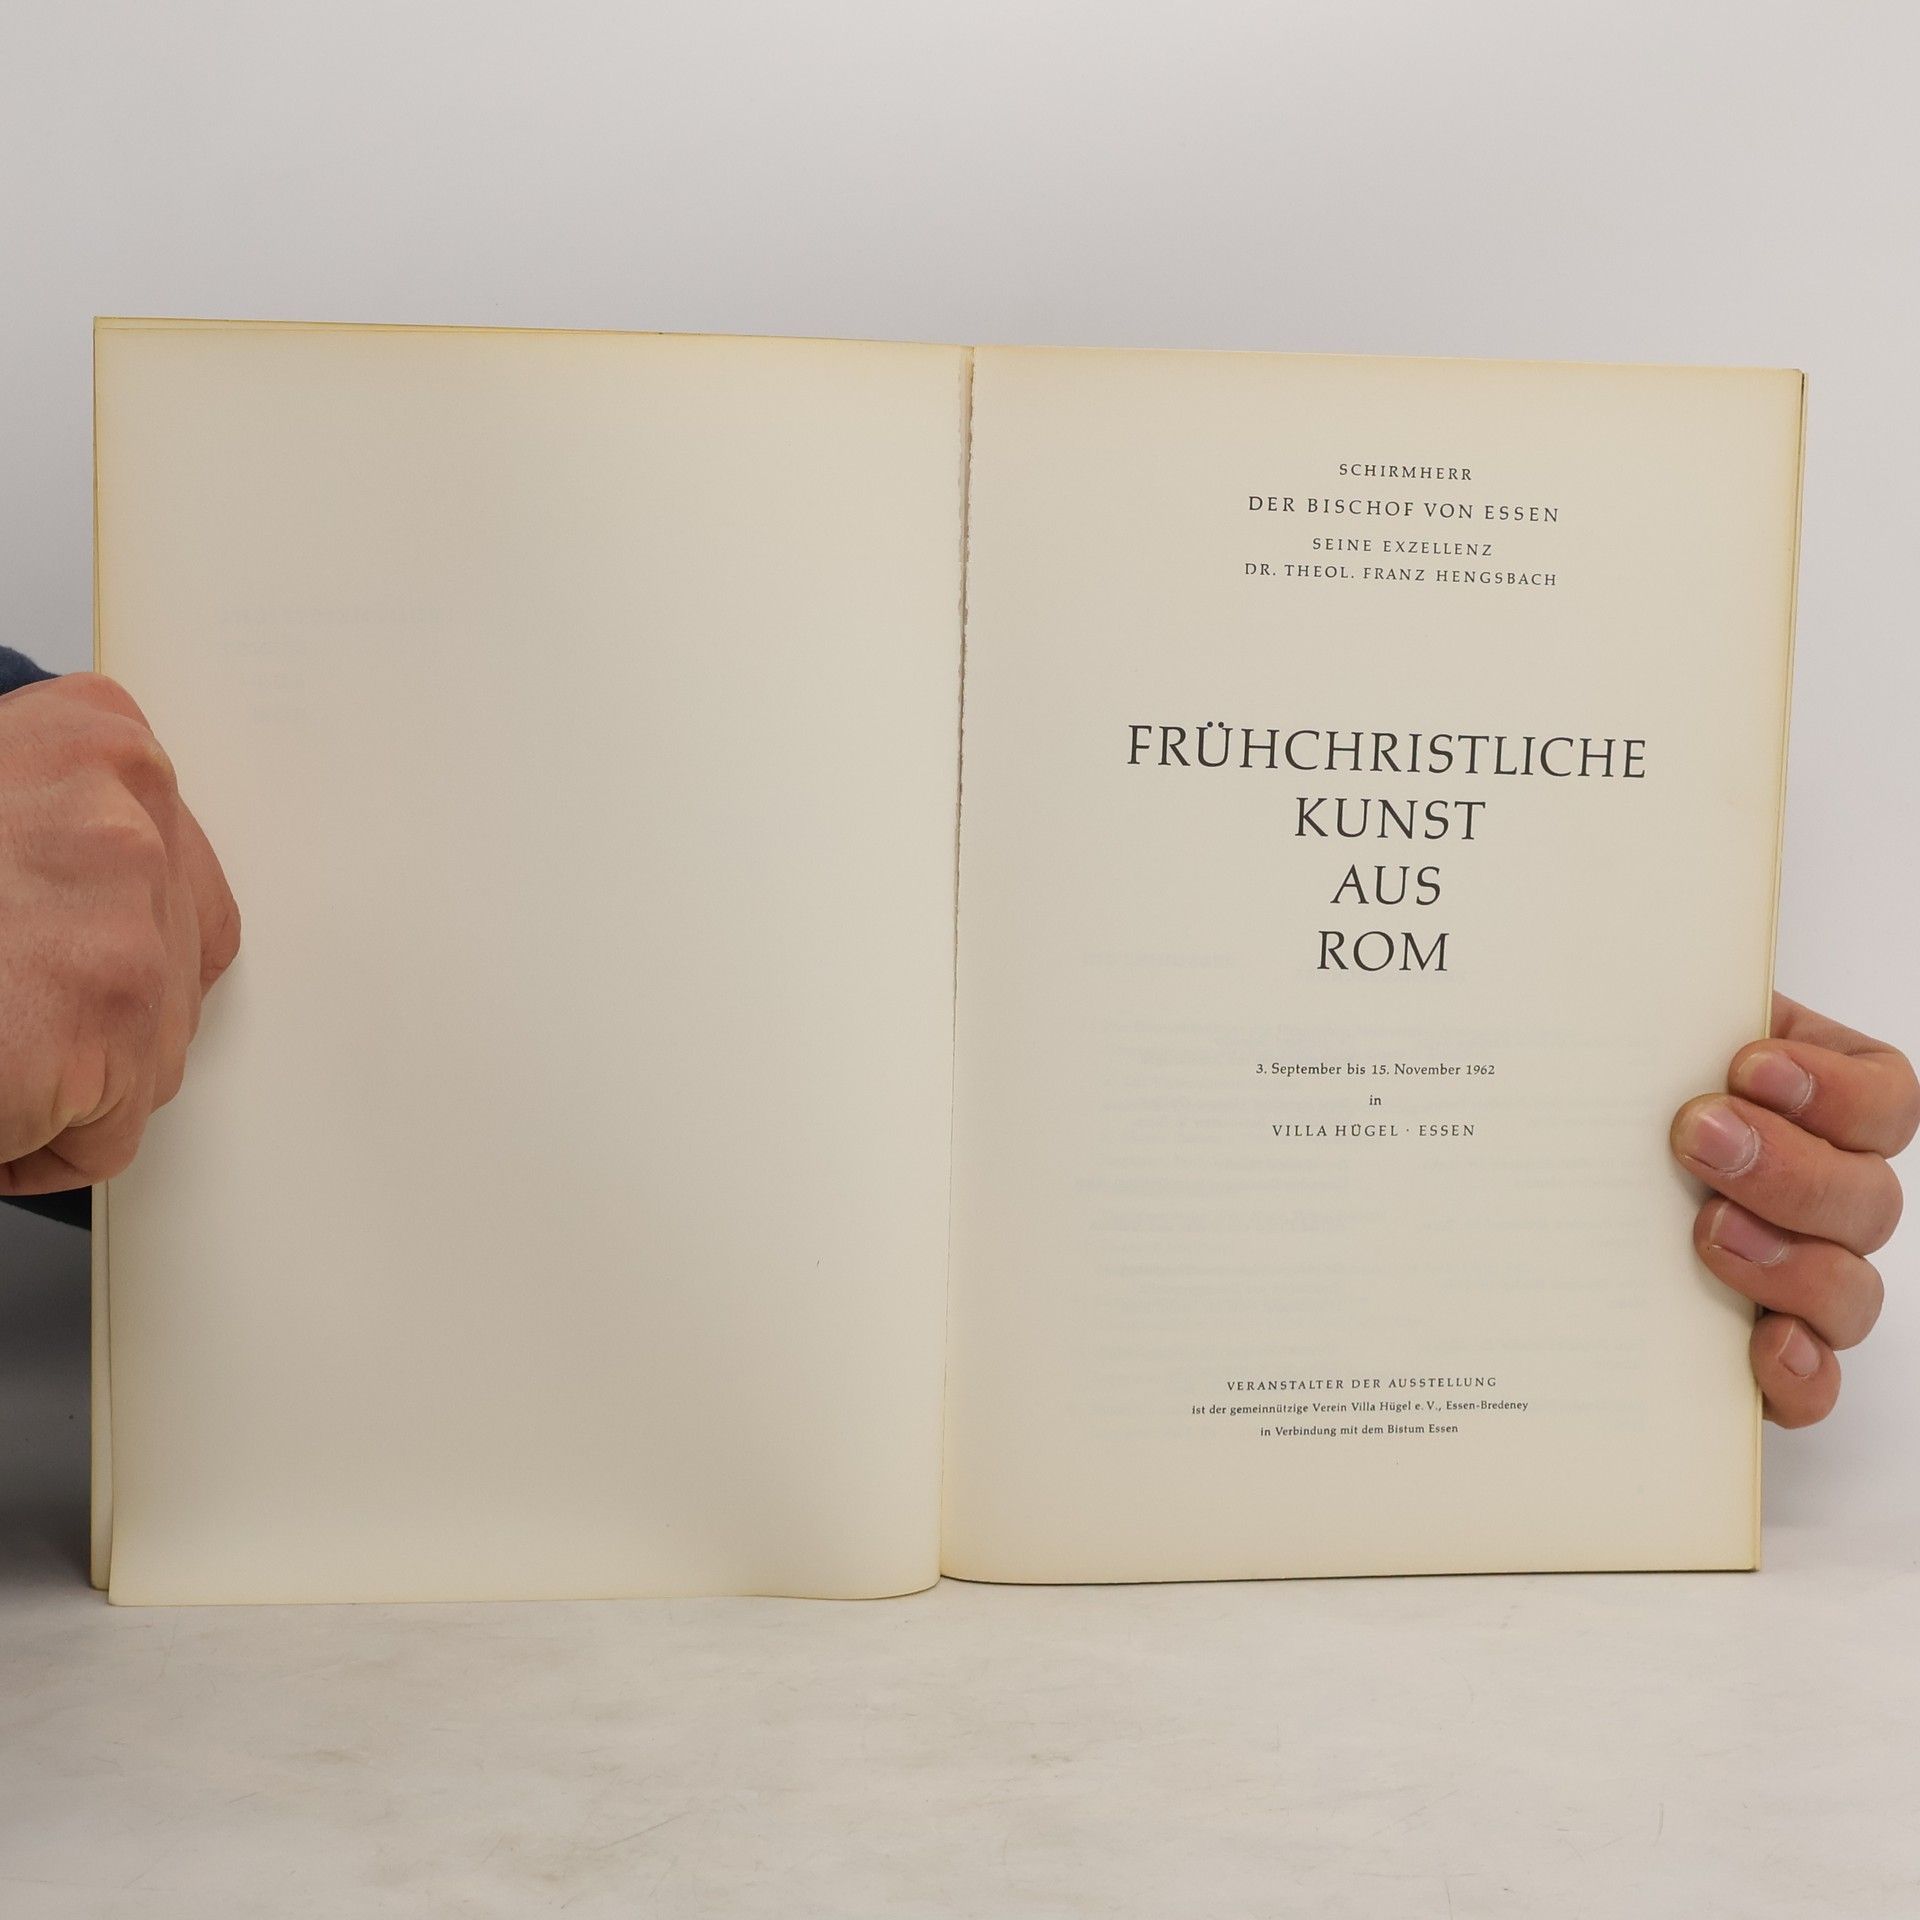 SCHIRMHERR
DER BISCHOF VON ESSEN
SEINE EXZELLENZ
DR. THEOL. FRANZ HENGSBACH
FRÜHCHRISTLICHE
KUNST
AUS
ROM
3. September bis 15. November 1962
in
VILLA HÜGEL · ESSEN
VERANSTALTER DER AUSSTELLUNG
ist der gemeinnützige Verein Villa Hügel e. V., Essen-Bredeney
in Verbindung mit dem Bistum Essen